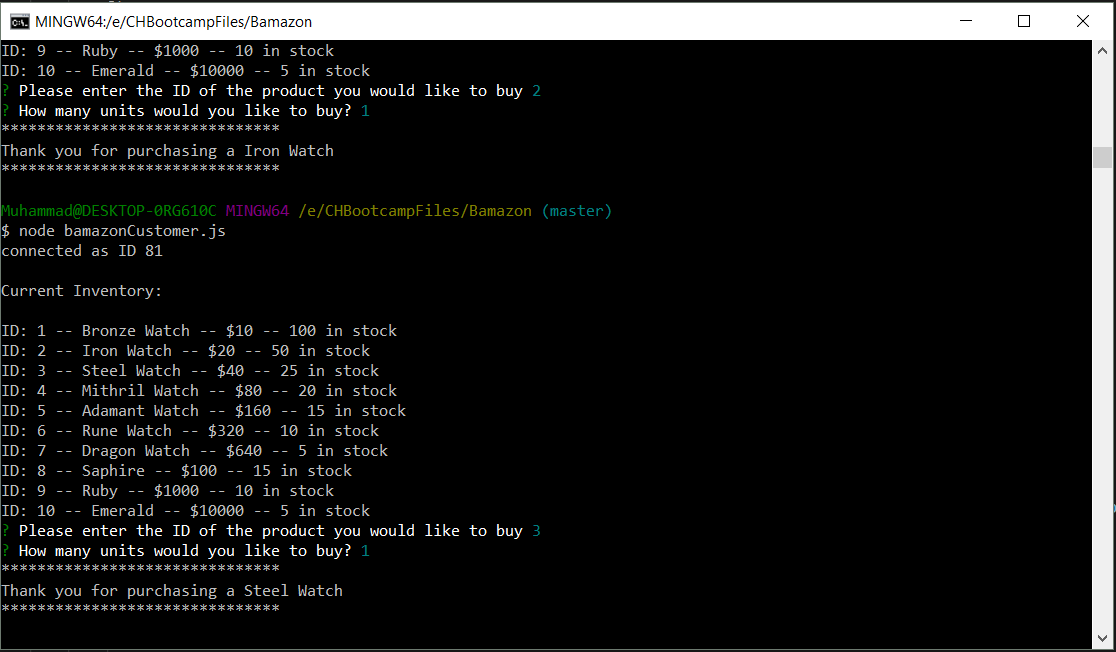 MINGW64:/e/CHBootcampFiles/Bamazon
ID: 9 -- Ruby -- $1000 -- 10 in stock
ID: 10 -- Emerald -- $10000 -- 5 in stock
? Please enter the ID of the product you would like to buy 2
? How many units would you like to buy? 1
*******************************
Thank you for purchasing a Iron Watch
*******************************
Muhammad@DESKTOP-0RG610C MINGW64 /e/CHBootcampFiles/Bamazon (master)
$ node bamazonCustomer.js
connected as ID 81
Current Inventory:
ID: 1 -- Bronze Watch -- $10 -- 100 in stock
ID: 2 -- Iron Watch -- $20 -- 50 in stock
ID: 3 -- Steel Watch -- $40 -- 25 in stock
ID: 4 -- Mithril Watch -- $80 -- 20 in stock
ID: 5 -- Adamant Watch -- $160 -- 15 in stock
ID: 6 -- Rune Watch -- $320 -- 10 in stock
ID: 7 -- Dragon Watch -- $640 -- 5 in stock
ID: 8 -- Saphire -- $100 -- 15 in stock
ID: 9 -- Ruby -- $1000 -- 10 in stock
ID: 10 -- Emerald -- $10000 -- 5 in stock
? Please enter the ID of the product you would like to buy 3
? How many units would you like to buy? 1
*******************************
Thank you for purchasing a Steel Watch
*******************************